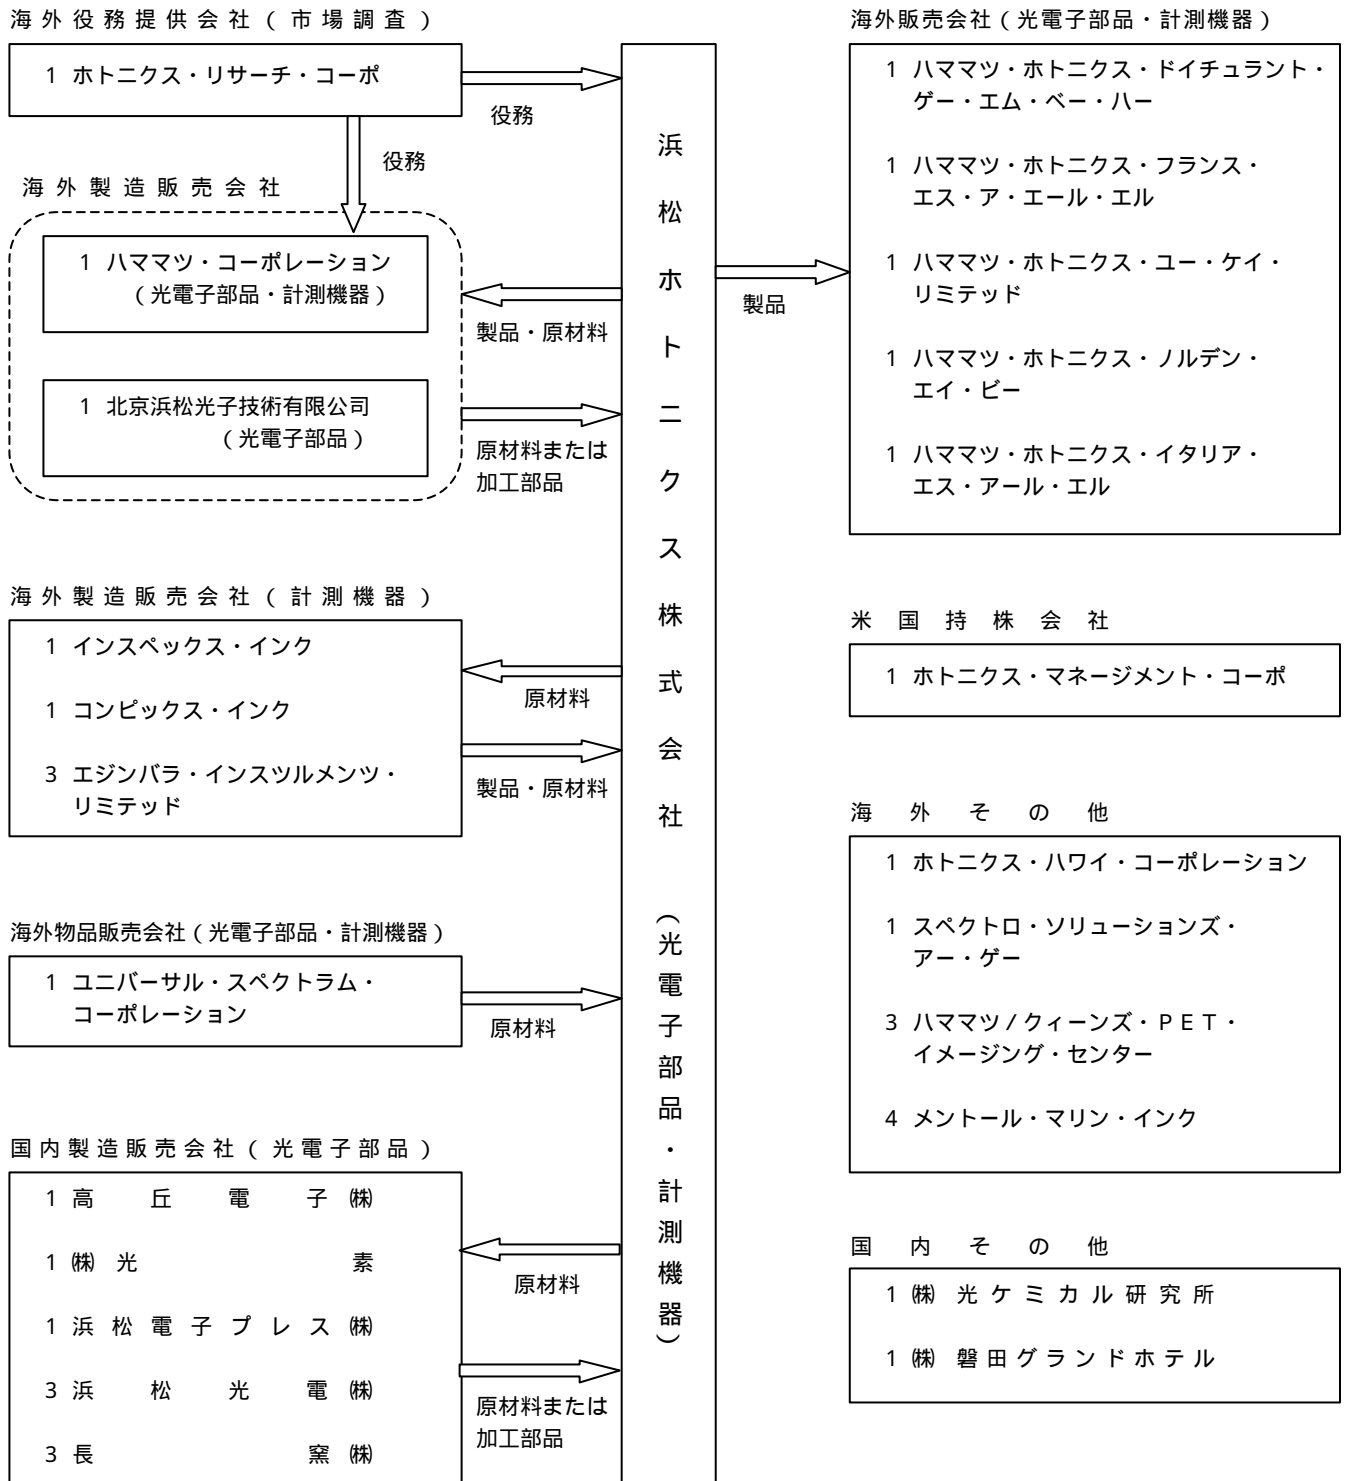 海外役務提供会社(市場調査)
1 ホトニクス・リサーチ・コーポ
役務
役務
海外製造販売会社
1 ハママツ・コーポレーション
(光電子部品・計測機器)
製品・原材料
1 北京浜松光子技術有限公司
(光電子部品)
原材料または
加工部品
海外製造販売会社(計測機器)
1 インスペックス・インク
1 コンピックス・インク
3 エジンバラ・インスツルメンツ・
リミテッド
原材料
製品・原材料
海外物品販売会社(光電子部品・計測機器)
1 ユニバーサル・スペクトラム・
コーポレーション
原材料
国内製造販売会社(光電子部品)
1 高丘電子㈱
1 ㈱光素
1 浜松電子プレス㈱
3 浜松光電㈱
3 長窯㈱
原材料
原材料または
加工部品
浜松ホトニクス株式会社(光電子部品・計測機器)
製品
海外販売会社(光電子部品・計測機器)
1 ハママツ・ホトニクス・ドイチュラント・
ゲー・エム・ベー・ハー
1 ハママツ・ホトニクス・フランス・
エス・ア・エール・エル
1 ハママツ・ホトニクス・ユー・ケイ・
リミテッド
1 ハママツ・ホトニクス・ノルデン・
エイ・ビー
1 ハママツ・ホトニクス・イタリア・
エス・アール・エル
米国持株会社
1 ホトニクス・マネージメント・コーポ
海外その他
1 ホトニクス・ハワイ・コーポレーション
1 スペクトロ・ソリューションズ・
アー・ゲー
3 ハママツ/クィーンズ・PET・
イメージング・センター
4 メントール・マリン・インク
国内その他
1 ㈱光ケミカル研究所
1 ㈱磐田グランドホテル